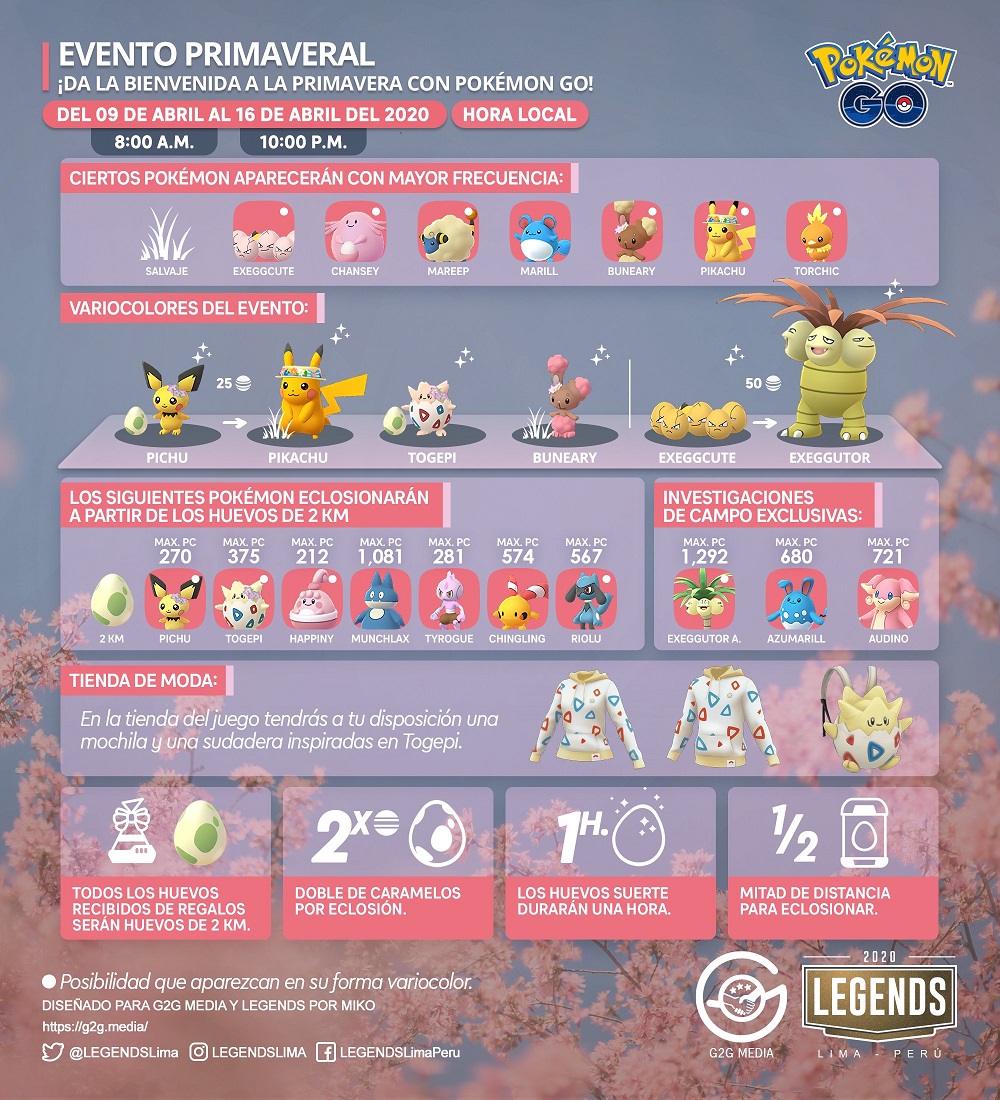 EVENTO PRIMAVERAL
¡DA LA BIENVENIDA A LA PRIMAVERA CON POKÉMON GO!
POKÉMON
GO
DEL 09 DE ABRIL AL 16 DE ABRIL DEL 2020
HORA LOCAL
8:00 A.M.
10:00 P.M.
CIERTOS POKÉMON APARECERÁN CON MAYOR FRECUENCIA:
SALVAJE
EXEGGCUTE
CHANSEY
MAREEP
MARILL
BUNEARY
PIKACHU
TORCHIC
VARIOCOLORES DEL EVENTO:
25
50
PICHU
PIKACHU
TOGEPI
BUNEARY
EXEGGCUTE
EXEGGUTOR
LOS SIGUIENTES POKÉMON ECLOSIONARÁN
A PARTIR DE LOS HUEVOS DE 2 KM
MAX. PC
270
MAX. PC
375
MAX. PC
212
MAX. PC
1,081
MAX. PC
281
MAX. PC
574
MAX. PC
567
2 KM
PICHU
TOGEPI
HAPPINY
MUNCHLAX
TYROGUE
CHINGLING
RIOLU
INVESTIGACIONES
DE CAMPO EXCLUSIVAS:
MAX. PC
1,292
MAX. PC
680
MAX. PC
721
EXEGGUTOR A.
AZUMARILL
AUDINO
TIENDA DE MODA:
En la tienda del juego tendrás a tu disposición una
mochila y una sudadera inspiradas en Togepi.
TODOS LOS HUEVOS
RECIBIDOS DE REGALOS
SERÁN HUEVOS DE 2 KM.
2X
DOBLE DE CARAMELOS
POR ECLOSIÓN.
1H.
LOS HUEVOS SUERTE
DURARÁN UNA HORA.
1/2
MITAD DE DISTANCIA
PARA ECLOSIONAR.
Posibilidad que aparezcan en su forma variocolor.
DISEÑADO PARA G2G MEDIA Y LEGENDS POR MIKO
https://g2g.media/
@LEGENDSLima
LEGENDSLIMA
LEGENDSLimaPeru
G2G MEDIA
2020
LEGENDS
LIMA - PERÚ